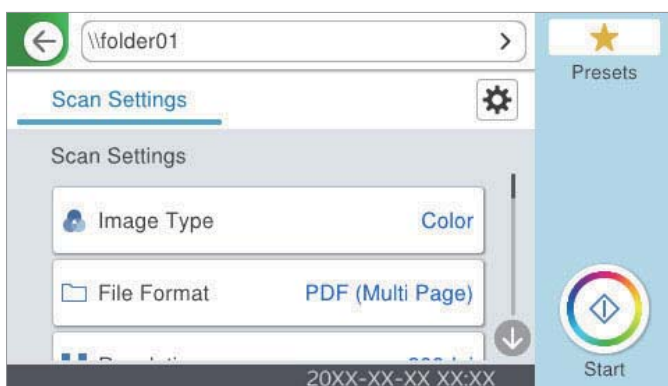 \\folder01
Presets
Scan Settings
Scan Settings
Image Type Color
File Format PDF (Multi Page)
20XX-XX-XX XX:XX
Start